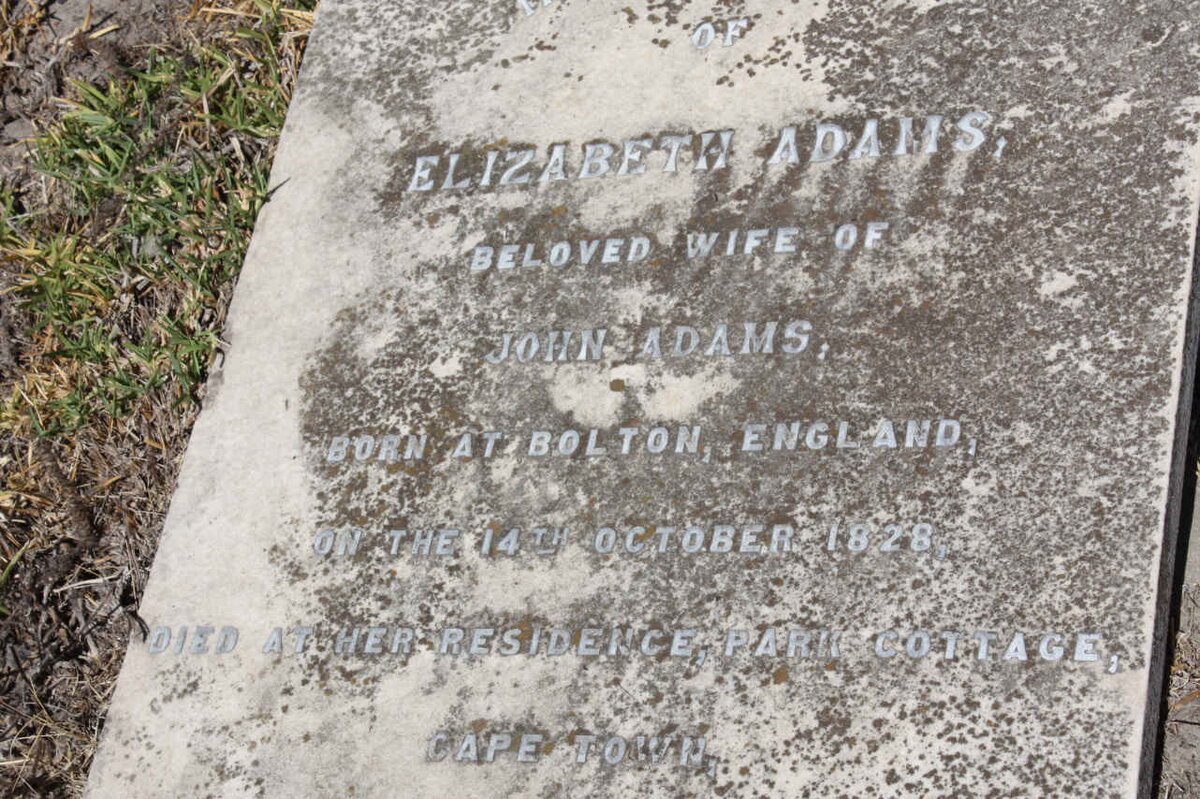 OF
ELIZABETH ADAMS,
BELOVED WIFE OF
JOHN ADAMS,
BORN AT BOLTON, ENGLAND,
ON THE 14TH OCTOBER 1828,
DIED AT HER RESIDENCE, PARK COTTAGE,
CAPE TOWN,